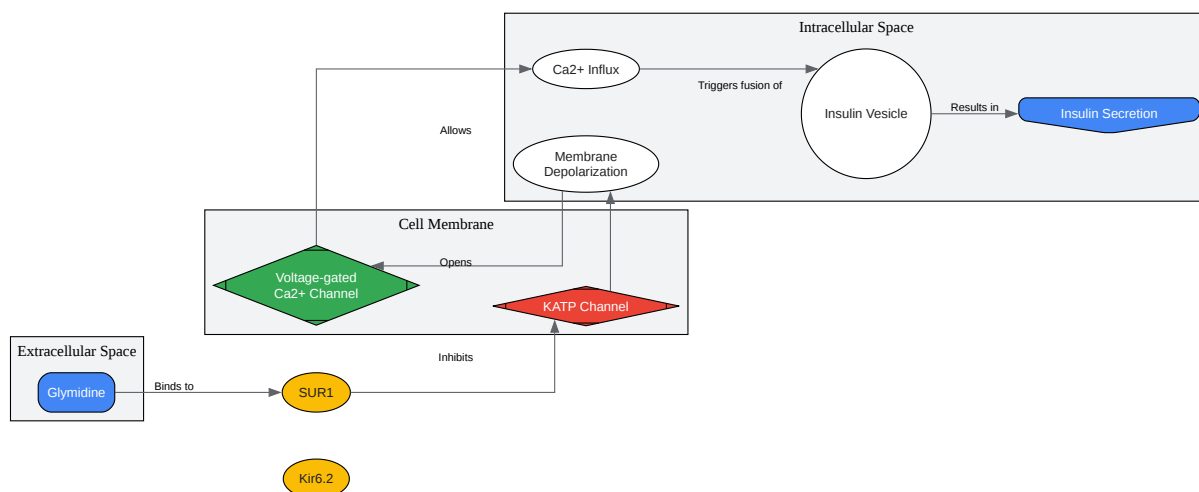 Intracellular Space
Ca2+ Influx
Triggers fusion of
Insulin Vesicle
Results in
Insulin Secretion
Allows
Membrane
Depolarization
Cell Membrane
Voltage-gated
Ca2+ Channel
Opens
KATP Channel
Inhibits
Extracellular Space
Glymidine
Binds to
SUR1
Kir6.2